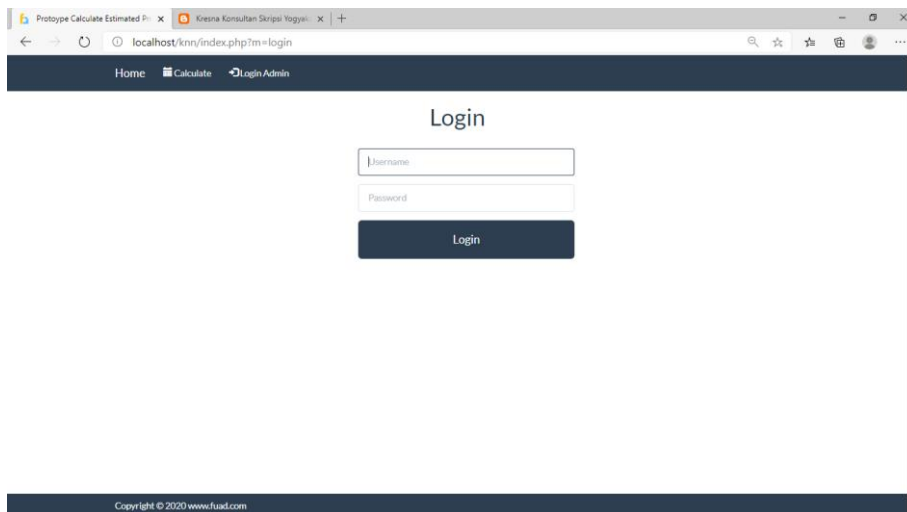 Protoype Calculate Estimated Po
Kresna Konsultan Skripsi Yogyak
localhost/knn/index.php?m=login
Home Calculate Login Admin
Login
Username
Password
Login
Copyright © 2020 www.fuad.com